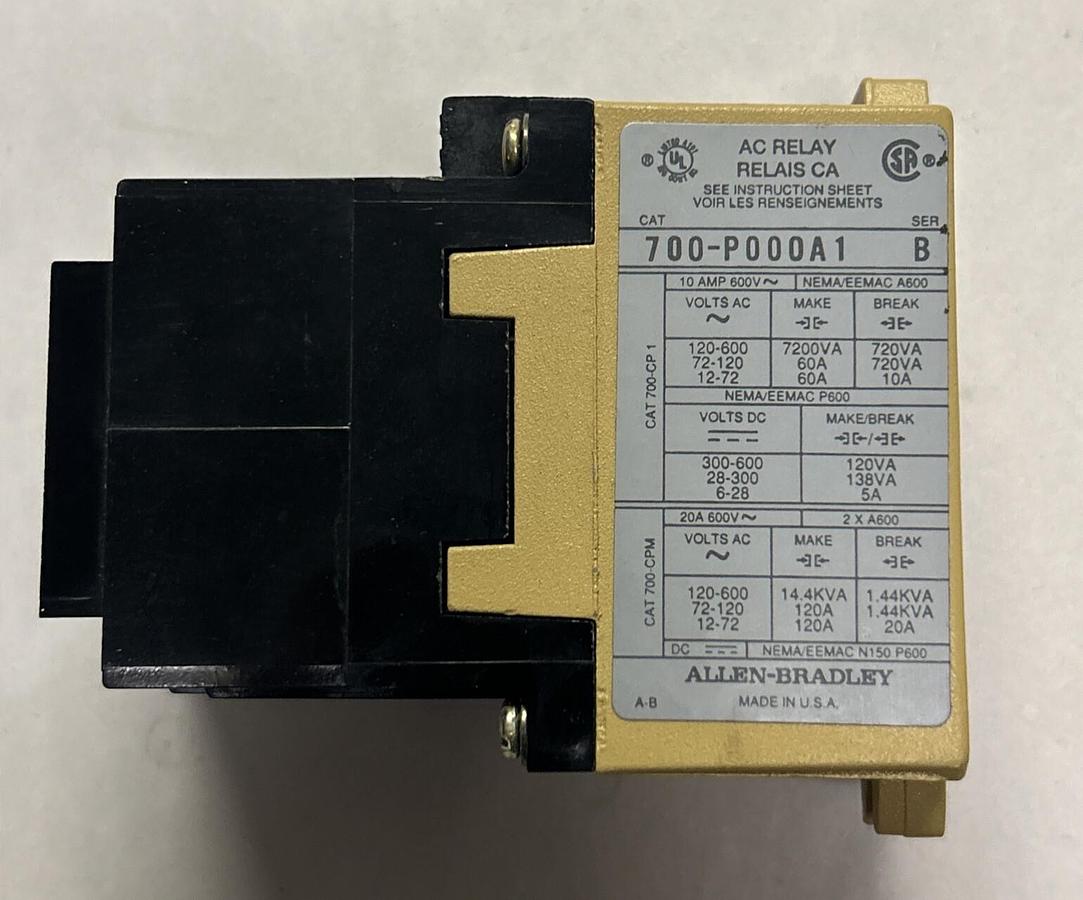 AC RELAY
RELAIS CA
SEE INSTRUCTION SHEET
VOIR LES RENSEIGNEMENTS
® UL
SA ®
CAT SER
700-P000A1 B
CAT 700-CP 1
10 AMP 600V~ NEMA/EEMAC A600
VOLTS AC MAKE BREAK
~
120-600 7200VA 720VA
72-120 60A 720VA
12-72 60A 10A
NEMA/EEMAC P600
VOLTS DC MAKE/BREAK
/
300-600 120VA
28-300 138VA
6-28 5A
CAT 700-CPM
20A 600V~ 2 X A600
VOLTS AC MAKE BREAK
~
120-600 14.4KVA 1.44KVA
72-120 120A 1.44KVA
12-72 120A 20A
DC NEMA/EEMAC N150 P600
ALLEN-BRADLEY
A-B MADE IN U.S.A.